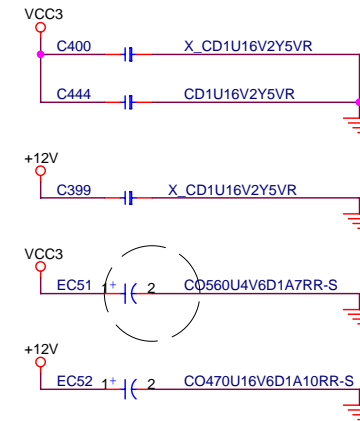 VCC3
C400 X_CD1U16V2Y5VR
C444 CD1U16V2Y5VR
+12V
C399 X_CD1U16V2Y5VR
VCC3
EC51 1 + 2 CO560U4V6D1A7RR-S
+12V
EC52 1 + 2 CO470U16V6D1A10RR-S